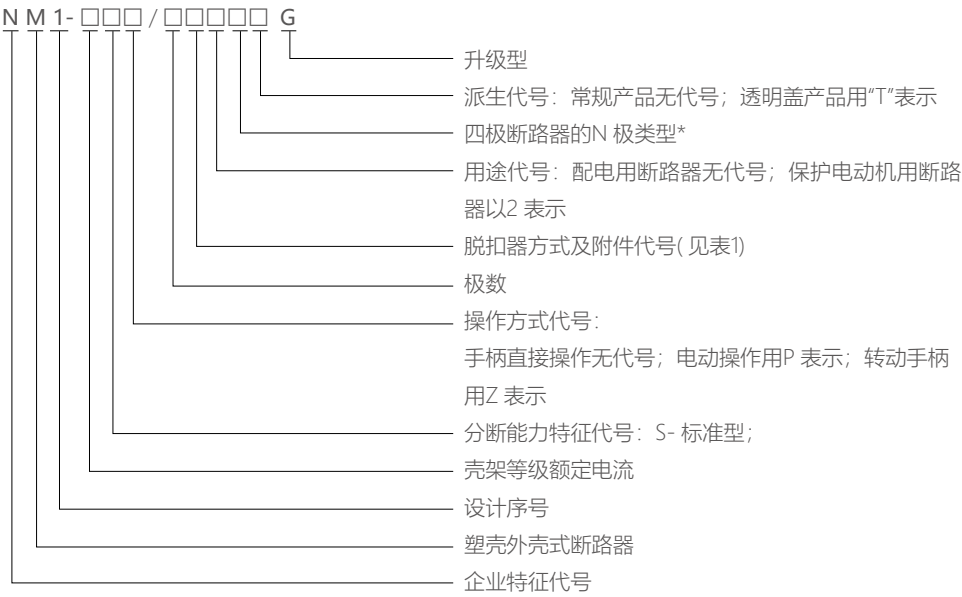 N M 1- □□□ / □□□□□ G
升级型
派生代号：常规产品无代号；透明盖产品用“T”表示
四极断路器的N 极类型*
用途代号：配电用断路器无代号；保护电动机用断路
器以2 表示
脱扣器方式及附件代号( 见表1)
极数
操作方式代号：
手柄直接操作无代号；电动操作用P 表示；转动手柄
用Z 表示
分断能力特征代号：S- 标准型；
壳架等级额定电流
设计序号
塑壳外壳式断路器
企业特征代号